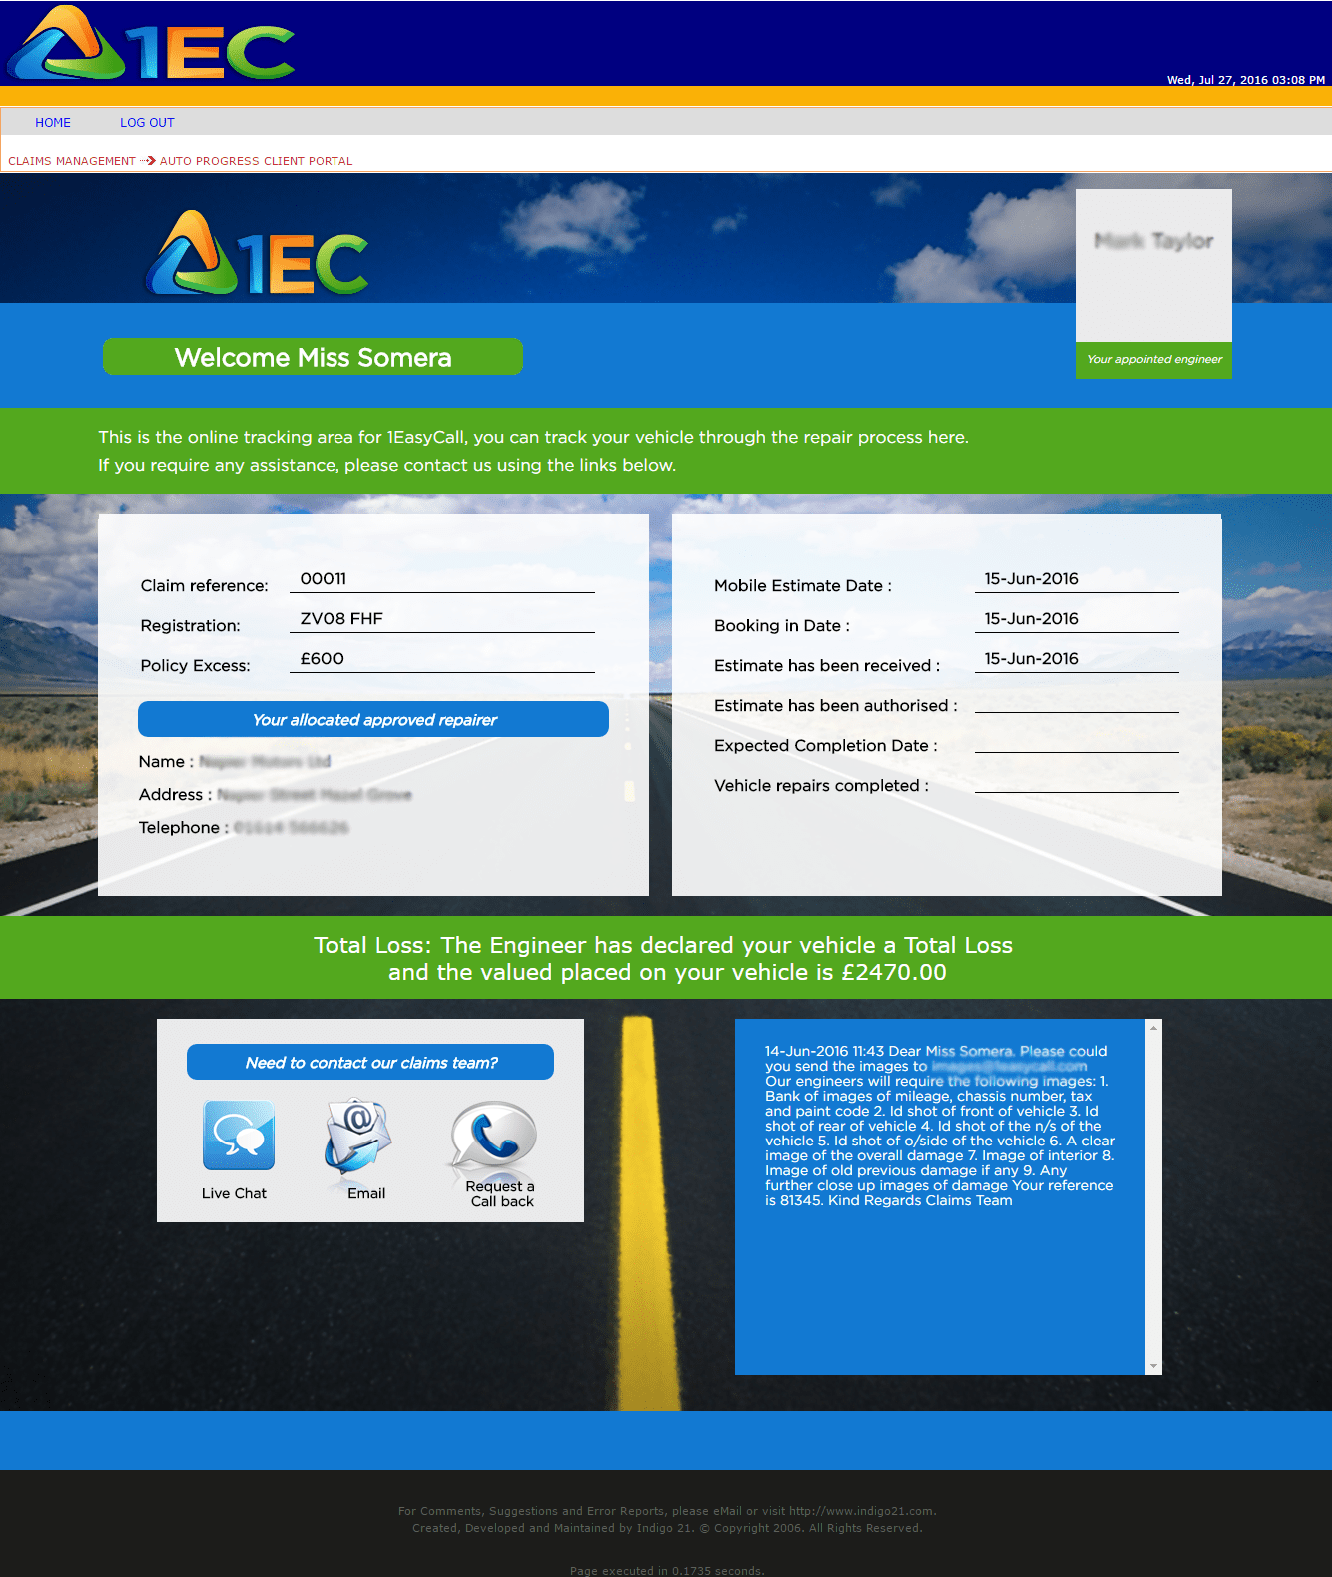 1EC
Wed, Jul 27, 2016 03:08 PM
HOME
LOG OUT
CLAIMS MANAGEMENT
AUTO PROGRESS CLIENT PORTAL
1EC
Taylor
Welcome Miss Somera
Your appointed engineer
This is the online tracking area for 1EasyCall, you can track your vehicle through the repair process here.
If you require any assistance, please contact us using the links below.
Claim reference: 00011
Registration: ZV08 FHF
Policy Excess: £600
Your allocated approved repairer
Name :
Address :
Telephone :
Mobile Estimate Date : 15-Jun-2016
Booking in Date : 15-Jun-2016
Estimate has been received : 15-Jun-2016
Estimate has been authorised :
Expected Completion Date :
Vehicle repairs completed :
Total Loss: The Engineer has declared your vehicle a Total Loss
and the valued placed on your vehicle is £2470.00
Need to contact our claims team?
Live Chat
Email
Request a
Call back
14-Jun-2016 11:43 Dear Miss Somera. Please could
you send the images to
Our engineers will require the following images: 1.
Bank of images of mileage, chassis number, tax
and paint code 2. Id shot of front of vehicle 3. Id
shot of rear of vehicle 4. Id shot of the n/s of the
vehicle 5. Id shot of o/side of the vehicle 6. A clear
image of the overall damage 7. Image of interior 8.
Image of old previous damage if any 9. Any
further close up images of damage Your reference
is 81345. Kind Regards Claims Team
For Comments, Suggestions and Error Reports, please eMail or visit http://www.indigo21.com.
Created, Developed and Maintained by Indigo 21. © Copyright 2006. All Rights Reserved.
Page executed in 0.1735 seconds.